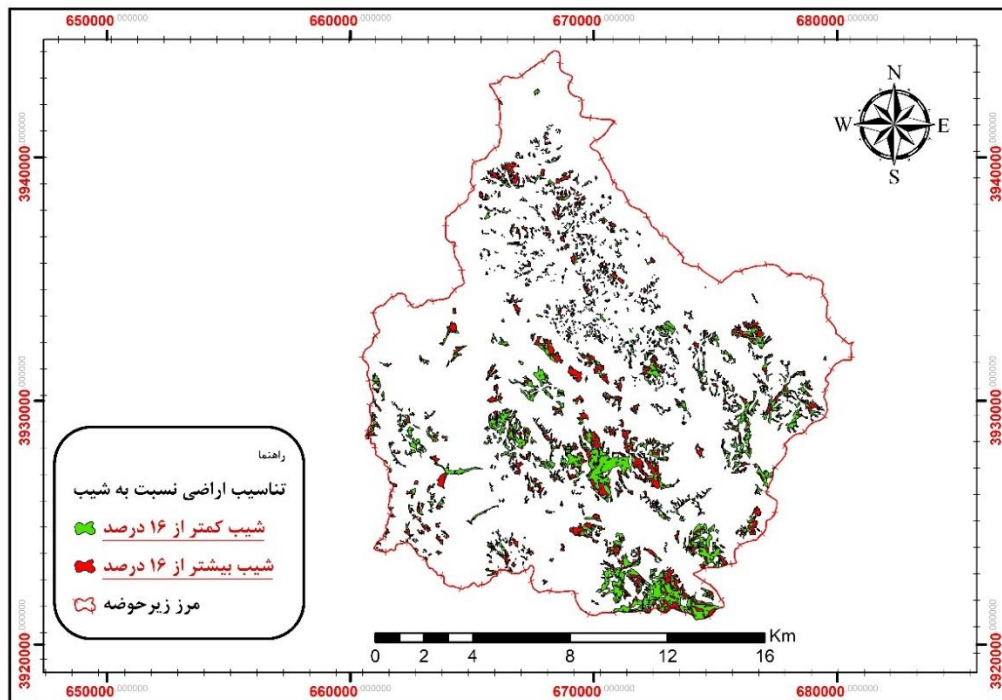 650000.000000 660000.000000 670000.000000 680000.000000
3940000.000000
3940000.000000
N
W E
S
3930000.000000
3930000.000000
راهنما
تناسیب اراضی نسبت به شیب
شیب کمتر از ۱۶ درصد
شیب بیشتر از ۱۶ درصد
مرز زیرحوضه
Km
0 2 4 8 12 16
3920000.000000
3920000.000000
650000.000000 660000.000000 670000.000000 680000.000000